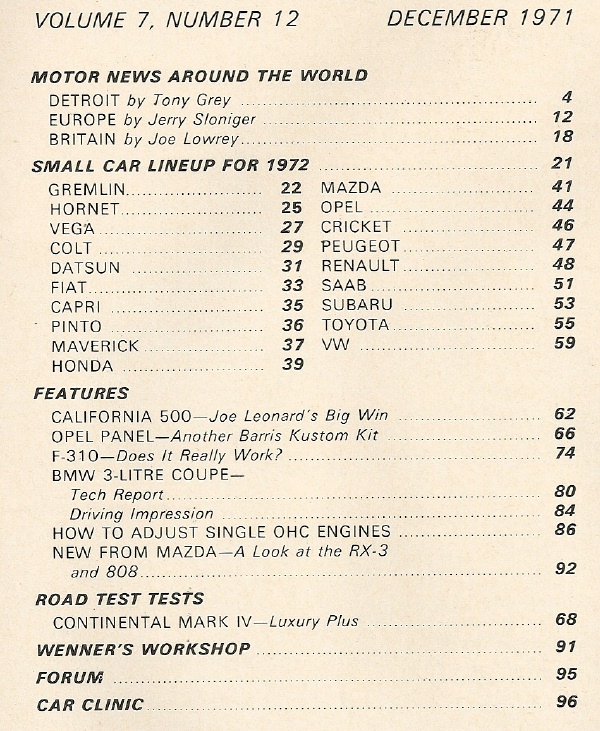 VOLUME 7, NUMBER 12 DECEMBER 1971
MOTOR NEWS AROUND THE WORLD
DETROIT by Tony Grey 4
EUROPE by Jerry Sloniger 12
BRITAIN by Joe Lowrey 18
SMALL CAR LINEUP FOR 1972 21
GREMLIN 22
HORNET 25
VEGA 27
COLT 29
DATSUN 31
FIAT 33
CAPRI 35
PINTO 36
MAVERICK 37
HONDA 39
MAZDA 41
OPEL 44
CRICKET 46
PEUGEOT 47
RENAULT 48
SAAB 51
SUBARU 53
TOYOTA 55
VW 59
FEATURES
CALIFORNIA 500—Joe Leonard's Big Win 62
OPEL PANEL—Another Barris Kustom Kit 66
F-310—Does It Really Work? 74
BMW 3-LITRE COUPE—
Tech Report 80
Driving Impression 84
HOW TO ADJUST SINGLE OHC ENGINES 86
NEW FROM MAZDA—A Look at the RX-3
and 808 92
ROAD TEST TESTS
CONTINENTAL MARK IV—Luxury Plus 68
WENNER'S WORKSHOP 91
FORUM 95
CAR CLINIC 96